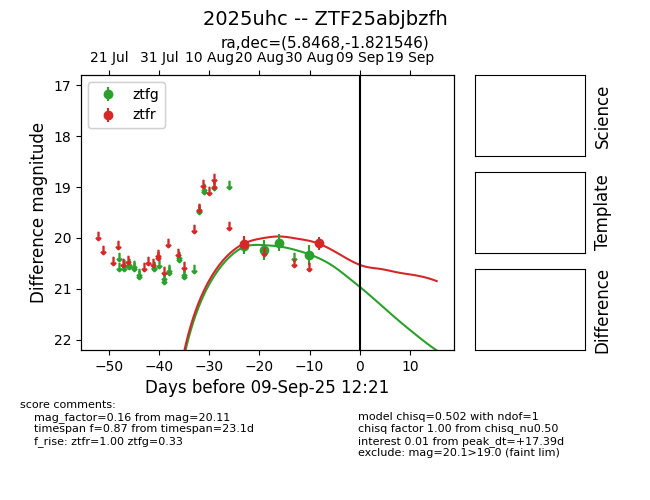 2025uhc -- ZTF25abjbzfh
ra,dec=(5.8468,-1.821546)
21 Jul 31 Jul 10 Aug 20 Aug 30 Aug 09 Sep 19 Sep
ztfg
ztfr
17
18
19
20
21
22
Difference magnitude
−50 −40 −30 −20 −10 0 10
Days before 09-Sep-25 12:21
Science
Template
Difference
score comments:
mag_factor=0.16 from mag=20.11
timespan f=0.87 from timespan=23.1d
f_rise: ztfr=1.00 ztfg=0.33
model chisq=0.502 with ndof=1
chisq factor 1.00 from chisq_nu0.50
interest 0.01 from peak_dt=+17.39d
exclude: mag=20.1>19.0 (faint lim)